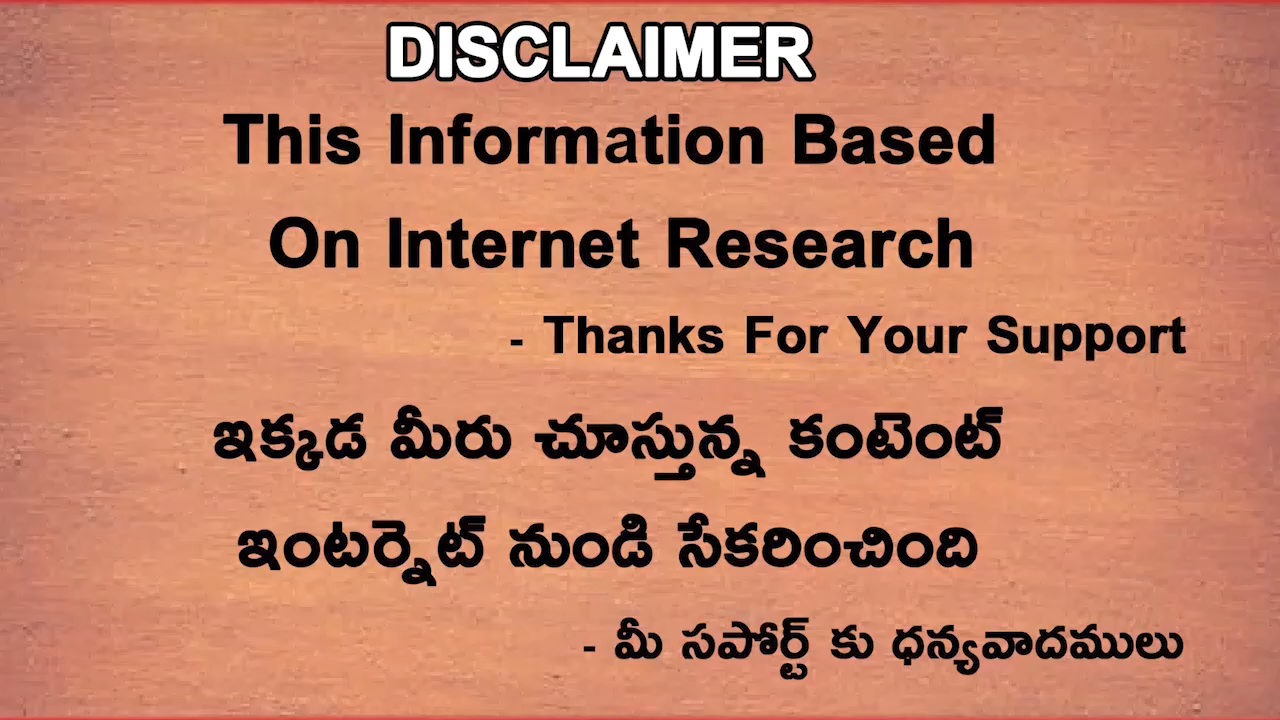 DISCLAIMER
This Information Based
On Internet Research
- Thanks For Your Support
ఇక్కడ మీరు చూస్తున్న కంటెంట్
ఇంటర్నెట్ నుండి సేకరించింది
- మీ సపోర్ట్ కు ధన్యవాదములు